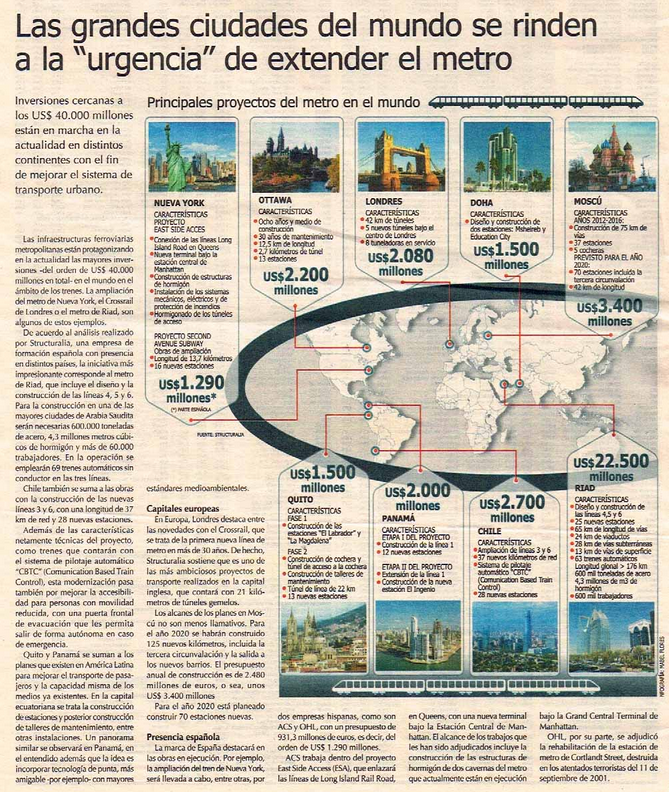 Las grandes ciudades del mundo se rinden
a la “urgencia” de extender el metro
Inversiones cercanas a
los US$ 40.000 millones
están en marcha en la
actualidad en distintos
continentes con el fin
de mejorar el sistema de
transporte urbano.
Las infraestructuras ferroviarias
metropolitanas están protagonizando
en la actualidad las mayores inver-
siones -del orden de US$ 40.000
millones en total- en el mundo en el
ámbito de los trenes. La ampliación
del metro de Nueva York, el Crossrail
de Londres o el metro de Riad, son
algunos de estos ejemplos.
De acuerdo al análisis realizado
por Structuralia, una empresa de
formación española con presencia
en distintos países, la iniciativa más
impresionante corresponde al metro
de Riad, que incluye el diseño y la
construcción de las líneas 4, 5 y 6.
Para la construcción en una de las
mayores ciudades de Arabia Saudita
serán necesarias 600.000 toneladas
de acero, 4,3 millones metros cúbi-
cos de hormigón y más de 60.000
trabajadores. En la operación se
emplearán 69 trenes automáticos sin
conductor en las tres líneas.
Chile también se suma a las obras
con la construcción de las nuevas
líneas 3 y 6, con una longitud de 37
km de red y 28 nuevas estaciones.
Además de las características
netamente técnicas del proyecto,
como trenes que contarán con el
sistema de pilotaje automático
“CBTC” (Comunication Based Train
Control), esta modernización pasa
también por mejorar la accesibili-
dad para personas con movilidad
reducida, con una puerta frontal
de evacuación que les permita
salir de forma autónoma en caso
de emergencia.
Quito y Panamá se suman a los
planes que existen en América Latina
para mejorar el transporte de pasa-
jeros y la capacidad misma de los
medios ya existentes. En la capital
ecuatoriana se trata la construcción
de estaciones y posterior construcción
de talleres de mantenimiento, entre
otras instalaciones. Un panorama
similar se observará en Panamá, en
el entendido además que la idea es
incorporar tecnología de punta, más
amigable -por ejemplo- con mayores
estándares medioambientales.
Capitales europeas
En Europa, Londres destaca entre
las novedades con el Crossrail, que
se trata de la primera nueva línea de
metro en más de 30 años. De hecho,
Structuralia sostiene que es uno de
las más ambiciosos proyectos de
transporte realizados en la capital
inglesa, que contará con 21 kiló-
metros de túneles gemelos.
Los alcances de los planes en Mos-
cú no son menos llamativos. Para
el año 2020 se habrán construido
125 nuevos kilómetros, incluida la
tercera circunvalación y la salida a
los nuevos barrios. El presupuesto
anual de construcción es de 2.480
millones de euros, o sea, unos
US$ 3.400 millones
Para el año 2020 está planeado
construir 70 estaciones nuevas.
Presencia española
La marca de España destacará en
las obras en ejecución. Por ejemplo,
la ampliación del tren de Nueva York,
será llevada a cabo, entre otras, por
dos empresas hispanas, como son
ACS y OHL, con un presupuesto de
931,3 millones de euros, es decir, del
orden de US$ 1.290 millones.
ACS trabaja dentro del proyecto
East Side Access (ESA), que enlazarán
las líneas de Long Island Rail Road,
en Queens, con una nueva terminal
bajo la Estación Central de Man-
hattan. El alcance de los trabajos que
les han sido adjudicados incluye la
construcción de las estructuras de
hormigón de dos cavernas del metro
que actualmente están en ejecución
bajo la Grand Central Terminal de
Manhattan.
OHL, por su parte, se adjudicó
la rehabilitación de la estación de
metro de Cortlandt Street, destruida
en los atentados terroristas del 11 de
septiembre de 2001.
Principales proyectos del metro en el mundo
NUEVA YORK
CARACTERÍSTICAS
PROYECTO
EAST SIDE ACCES
Conexión de las líneas Long
Island Road en Queens
Nueva terminal bajo la
estación central de
Manhattan
Construcción de estructuras
de hormigón
Instalación de los sistemas
mecánicos, eléctricos y de
protección de incendios
Hormigonado de los túneles
de acceso
PROYECTO SECOND
AVENUE SUBWAY
Obras de ampliación
Longitud de 13,7 kilómetros
16 nuevas estaciones
US$1.290
millones*
(*) PARTE ESPAÑOLA
FUENTE: STRUCTURALIA
OTTAWA
CARACTERÍSTICAS
Ocho años y medio de
construcción
30 años de mantenimiento
12,5 km de longitud
2,7 kilómetros de túnel
13 estaciones
US$2.200
millones
LONDRES
CARACTERÍSTICAS
42 km de túneles
5 nuevos túneles bajo el
centro de Londres
8 tuneladoras en servicio
US$2.080
millones
DOHA
CARACTERÍSTICAS
Diseño y construcción de
dos estaciones: Msheireb y
Education City
US$1.500
millones
MOSCÚ
CARACTERÍSTICAS
AÑOS 2012-2016:
Construcción de 75 km de
vías
37 estaciones
5 cocheras
PREVISTO PARA EL AÑO
2020:
70 estaciones incluida la
tercera circunvalación
42 km de longitud
US$3.400
millones
US$1.500
millones
QUITO
CARACTERÍSTICAS
FASE 1
Construcción de las
estaciones “El Labrador” y
“La Magdalena”
FASE 2
Construcción de cochera y
túnel de acceso a la cochera
Construcción de talleres de
mantenimiento
Túnel de línea de 22 km
13 nuevas estaciones
US$2.000
millones
PANAMÁ
CARACTERÍSTICAS
ETAPA I DEL PROYECTO
Construcción de la línea 1
12 nuevas estaciones
ETAPA II DEL PROYECTO
Extensión de la línea 1
Construcción de la nueva
estación El Ingenio
US$2.700
millones
CHILE
CARACTERÍSTICAS
Ampliación de líneas 3 y 6
37 nuevos kilómetros de red
Sistema de pilotaje
automático “CBTC”
(Comunication Based Train
Control)
28 nuevas estaciones
US$22.500
millones
RIAD
CARACTERÍSTICAS
Diseño y construcción de
las líneas 4,5 y 6
25 nuevas estaciones
65 km de longitud de vías
24 km de viaductos
28 km de vías subterráneas
13 km de vías de superficie
63 trenes automáticos
Longitud glonal > 176 km
600 mil toneladas de acero
4,3 millones de m3 de
hormigón
600 mil trabajadores
INFOGRAFÍA: MABEL FLORES